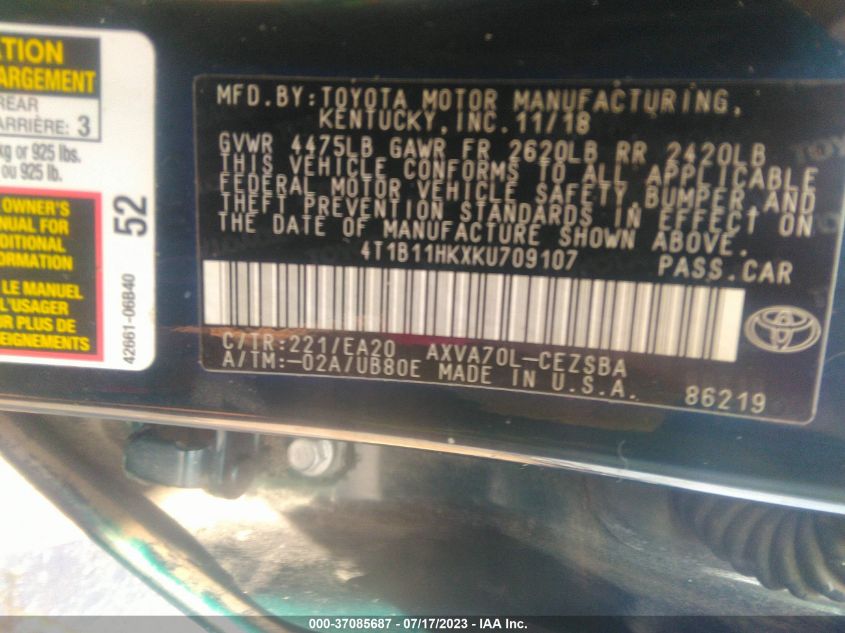 ATION
ARGEMENT
REAR
ARRIÈRE: 3
kg or 925 lbs.
ou 925 lb.
OWNER'S
ANUAL FOR
DITIONAL
ORMATION
LE MANUEL
L'USAGER
UR PLUS DE
EIGNEMENTS
52
42661-06B40
MFD.BY:TOYOTA MOTOR MANUFACTURING,
KENTUCKY,INC.11/18
GVWR 4475LB GAWR FR 2620LB RR 2420LB
THIS VEHICLE CONFORMS TO ALL APPLICABLE
FEDERAL MOTOR VEHICLE SAFETY,BUMPER,AND
THEFT PREVENTION STANDARDS IN EFFECT ON
THE DATE OF MANUFACTURE SHOWN ABOVE.
4T1B11HKXKU709107 PASS.CAR
C/TR:221/EA20 AXVA70L-CEZSBA
A/TM:-02A/UB80E MADE IN U.S.A.
86219
000-37085687 - 07/17/2023 - IAA Inc.